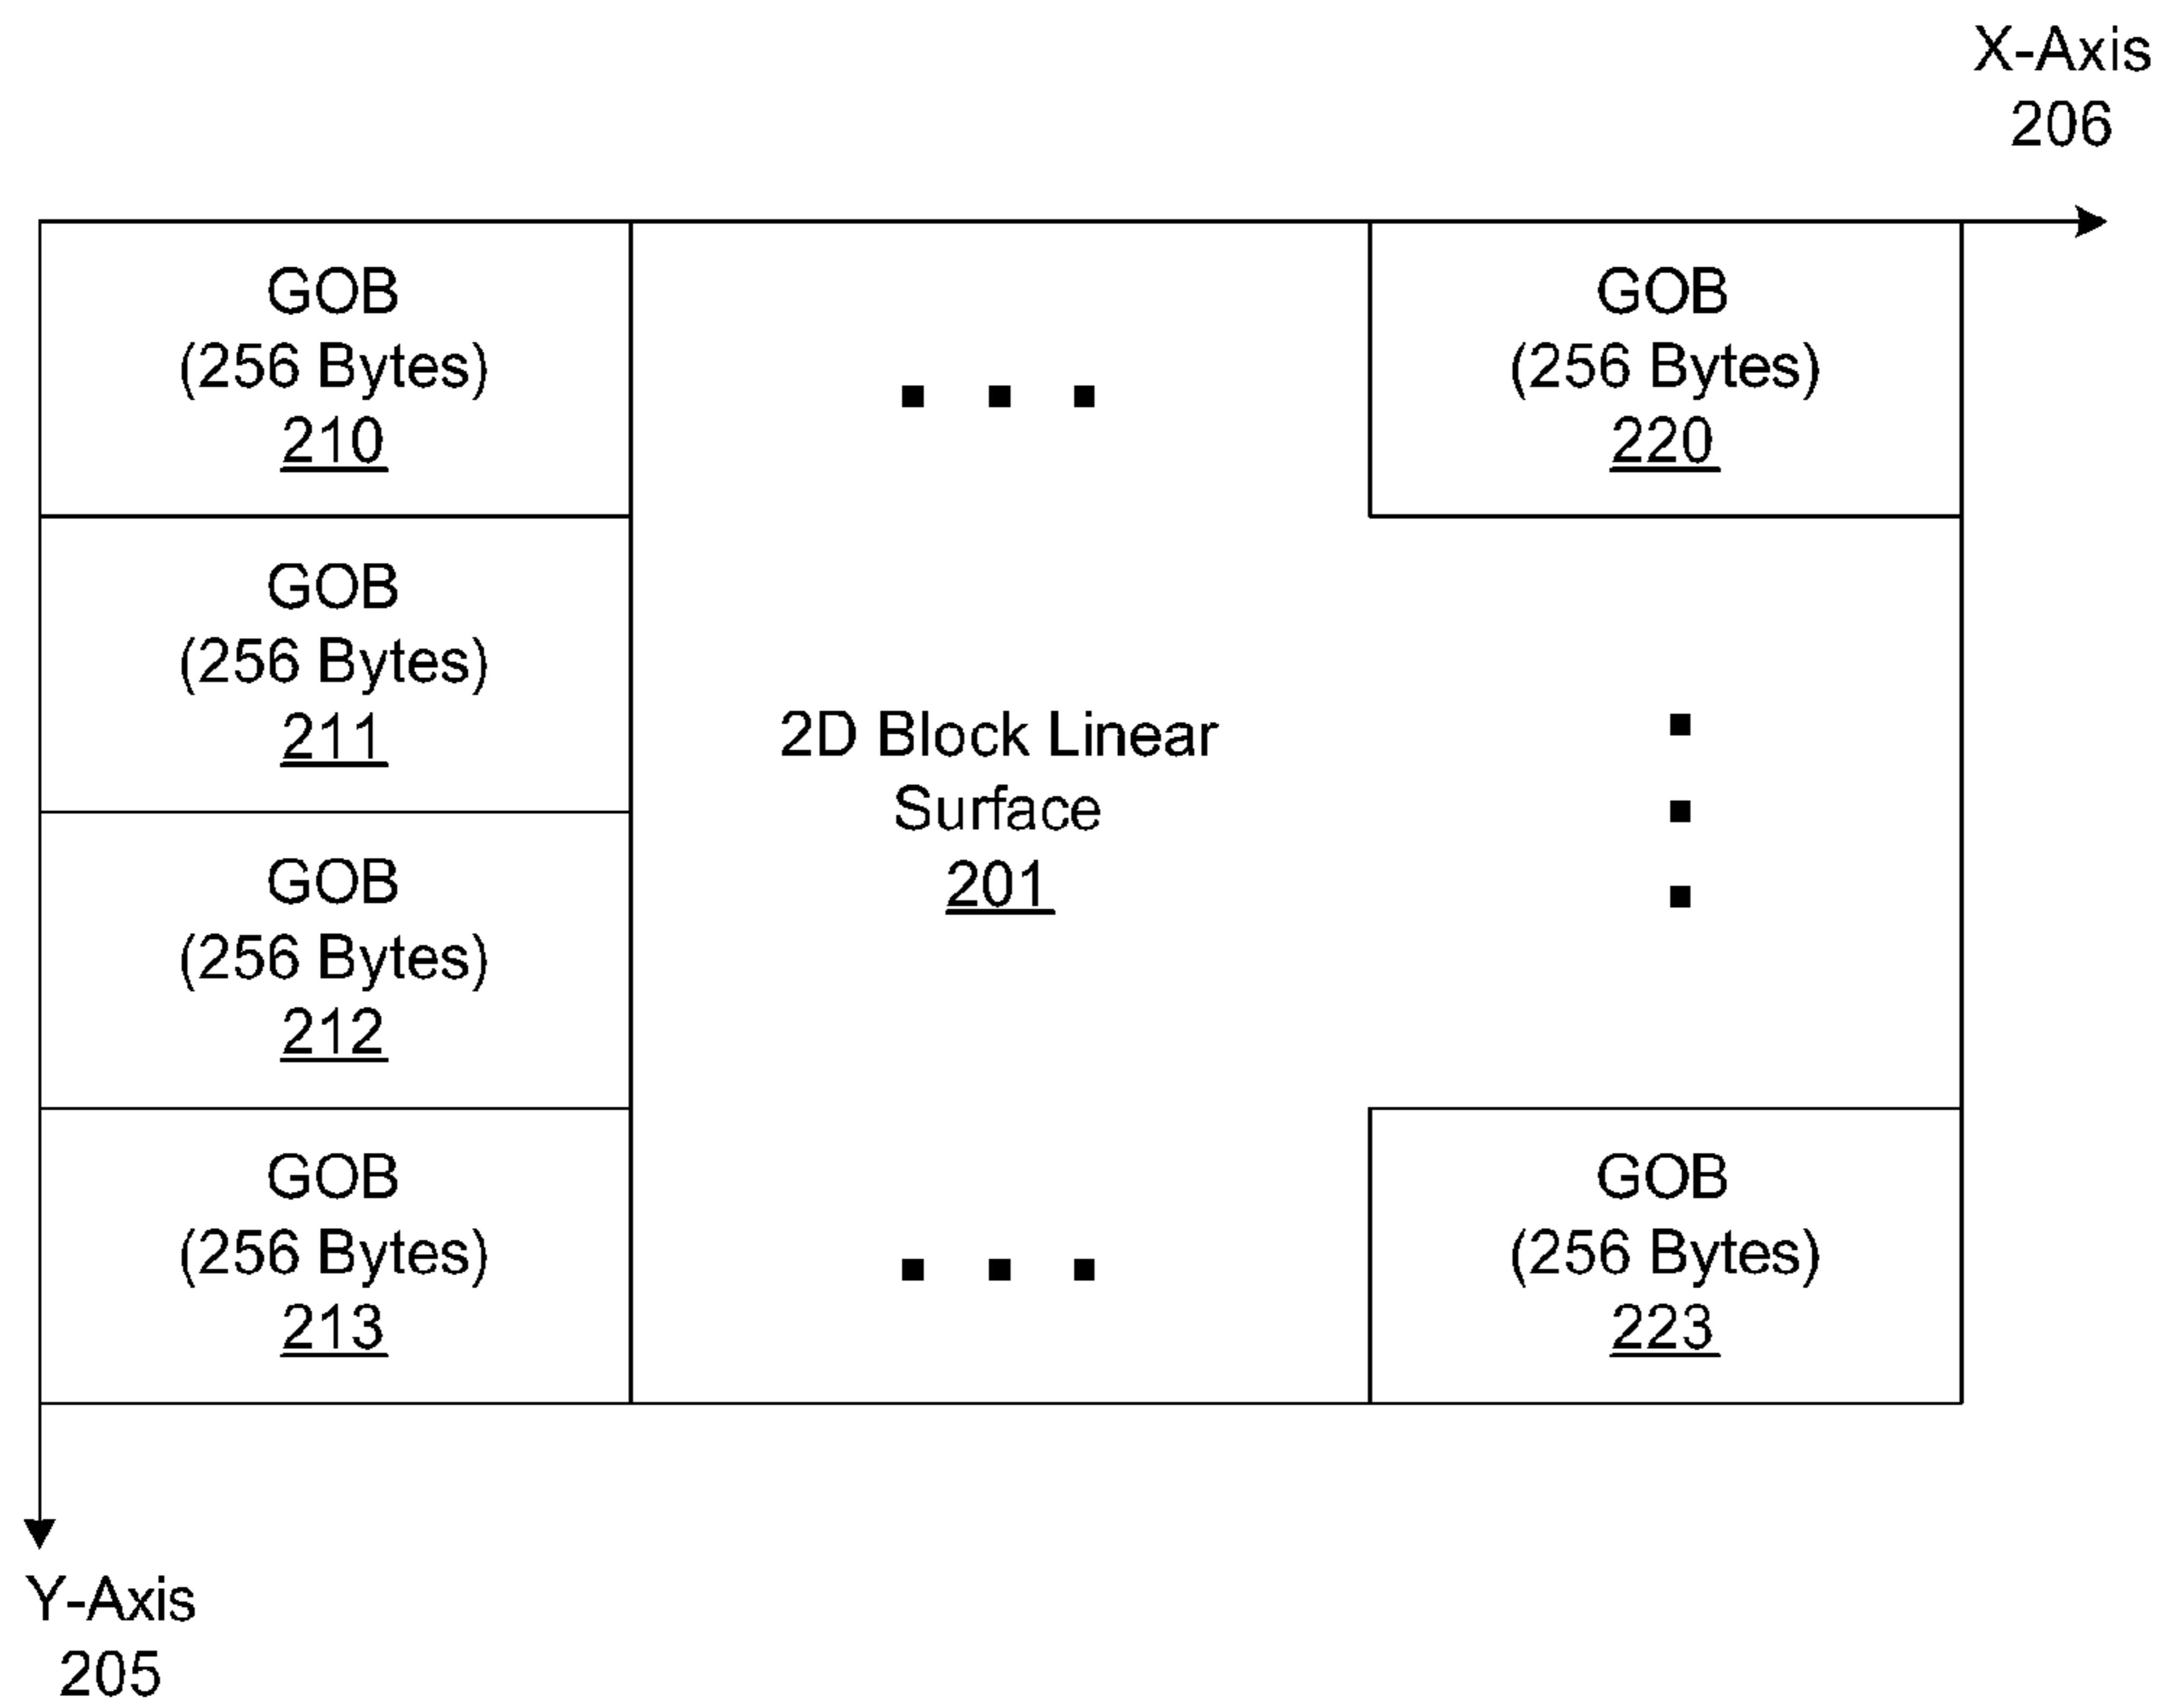 X-Axis
206
GOB
(256 Bytes)
210
GOB
(256 Bytes)
220
GOB
(256 Bytes)
211
2D Block Linear
Surface
201
GOB
(256 Bytes)
212
GOB
(256 Bytes)
213
GOB
(256 Bytes)
223
Y-Axis
205